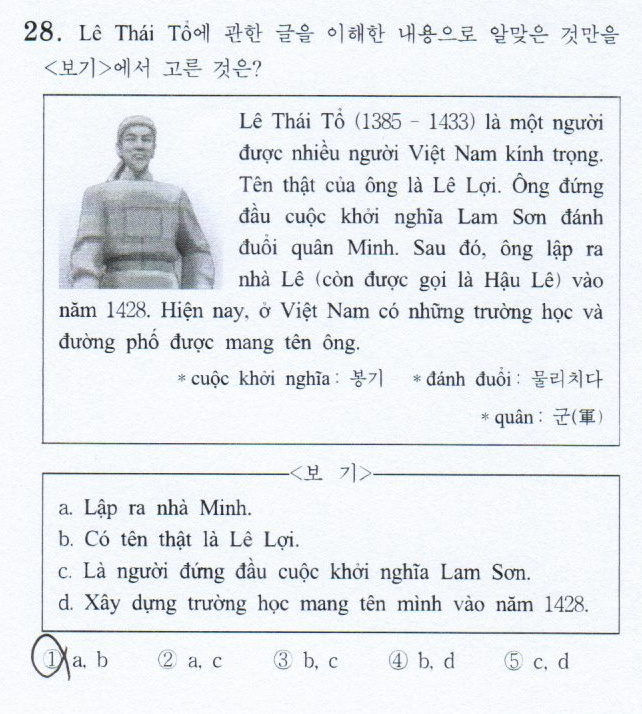 28. Lê Thái Tổ에 관한 글을 이해한 내용으로 알맞은 것만을
<보기>에서 고른 것은?
Lê Thái Tổ (1385 - 1433) là một người
được nhiều người Việt Nam kính trọng.
Tên thật của ông là Lê Lợi. Ông đứng
đầu cuộc khởi nghĩa Lam Sơn đánh
đuổi quân Minh. Sau đó, ông lập ra
nhà Lê (còn được gọi là Hậu Lê) vào
năm 1428. Hiện nay, ở Việt Nam có những trường học và
đường phố được mang tên ông.
* cuộc khởi nghĩa : 봉기 * đánh đuổi : 물리치다
* quân : 군(軍)
<보 기>
a. Lập ra nhà Minh.
b. Có tên thật là Lê Lợi.
c. Là người đứng đầu cuộc khởi nghĩa Lam Sơn.
d. Xây dựng trường học mang tên mình vào năm 1428.
① a, b ② a, c ③ b, c ④ b, d ⑤ c, d